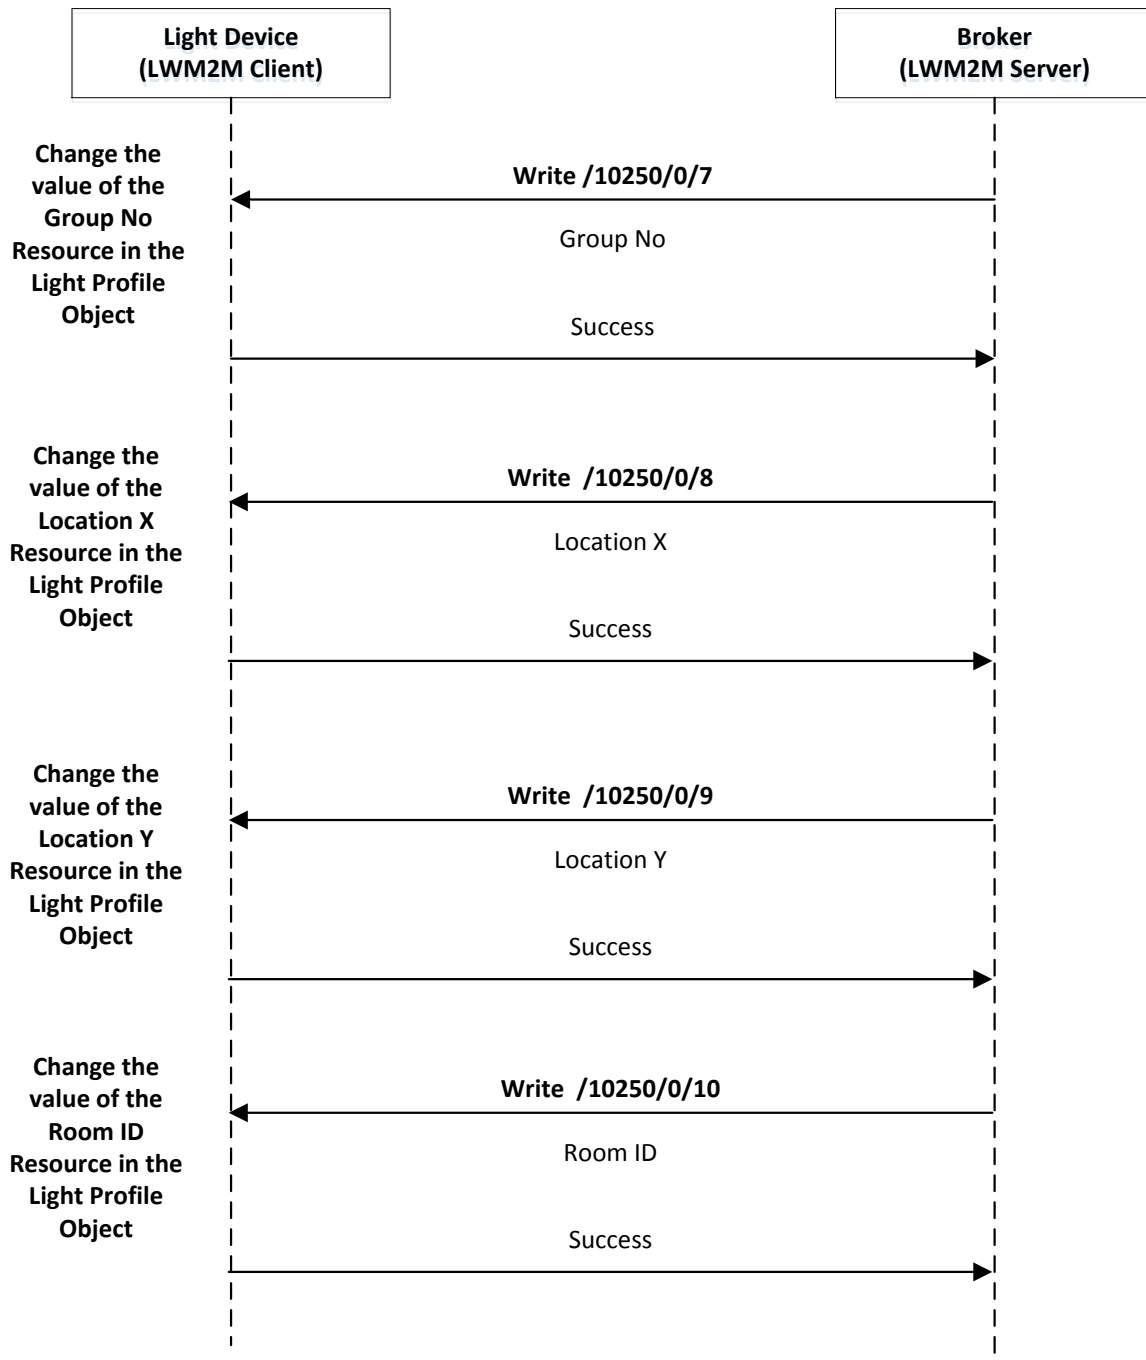 Light Device
(LWM2M Client)
Broker
(LWM2M Server)
Change the
value of the
Group No
Resource in the
Light Profile
Object
Write /10250/0/7
Group No
Success
Change the
value of the
Location X
Resource in the
Light Profile
Object
Write  /10250/0/8
Location X
Success
Change the
value of the
Location Y
Resource in the
Light Profile
Object
Write  /10250/0/9
Location Y
Success
Change the
value of the
Room ID
Resource in the
Light Profile
Object
Write  /10250/0/10
Room ID
Success